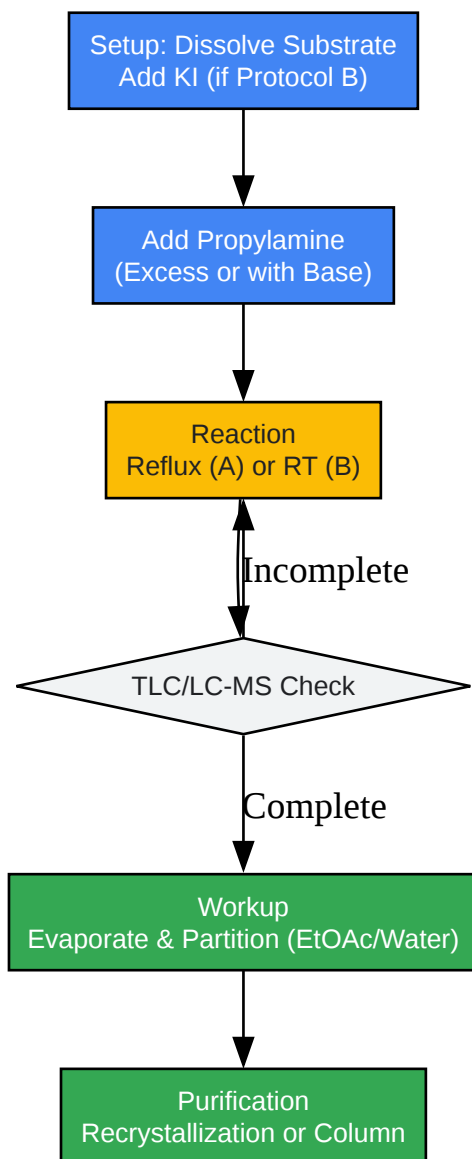 Setup: Dissolve Substrate
Add KI (if Protocol B)
Add Propylamine
(Excess or with Base)
Reaction
Reflux (A) or RT (B)
Incomplete
TLC/LC-MS Check
Complete
Workup
Evaporate & Partition (EtOAc/Water)
Purification
Recrystallization or Column